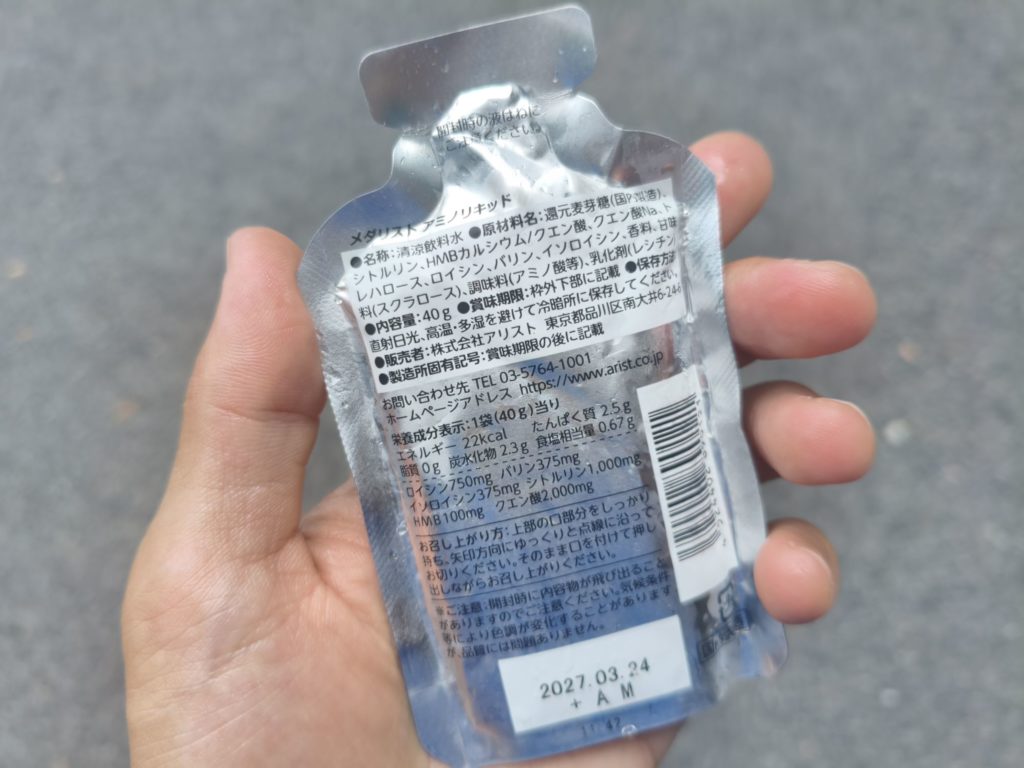 開封時の液はねに
ご注意ください。
メダリスト アミノリキッド
●名称:清涼飲料水 ●原材料名:還元麦芽糖(国内製造)、
シトルリン、HMBカルシウム/クエン酸、クエン酸Na、ト
レハロース、ロイシン、バリン、イソロイシン、香料、甘味
料(スクラロース)、調味料(アミノ酸等)、乳化剤(レシチン)
●内容量:40g ●賞味期限:枠外下部に記載 ●保存方法:
直射日光、高温・多湿を避けて冷暗所に保存してください。
●販売者:株式会社アリスト 東京都品川区南大井6-24-
●製造所固有記号:賞味期限の後に記載
お問い合わせ先 TEL 03-5764-1001
ホームページアドレス https://www.arist.co.jp
栄養成分表示:1袋(40g)当り
エネルギー 22kcal たんぱく質 2.5g
脂質 0g 炭水化物 2.3g 食塩相当量 0.67g
ロイシン750mg バリン375mg
イソロイシン375mg シトルリン1,000mg
HMB100mg クエン酸2,000mg
お召し上がり方:上部の口部分をしっかり
持ち、矢印方向にゆっくりと点線に沿って
お切りください。そのまま口を付けて押し
出しながらお召し上がりください。
※ご注意:開封時に内容物が飛び出ること
がありますのでご注意ください。気候条件
等により色調が変化することがあります
が、品質には問題ありません。
2027.03.24
+ A M
11 42